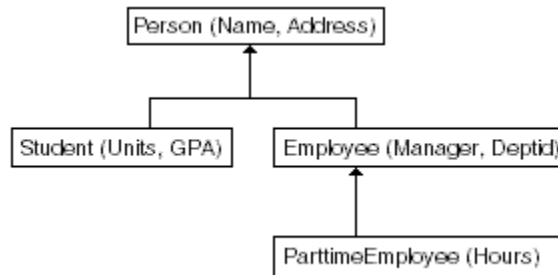 Person (Name, Address)
Student (Units, GPA)
Employee (Manager, Deptid)
ParttimeEmployee (Hours)